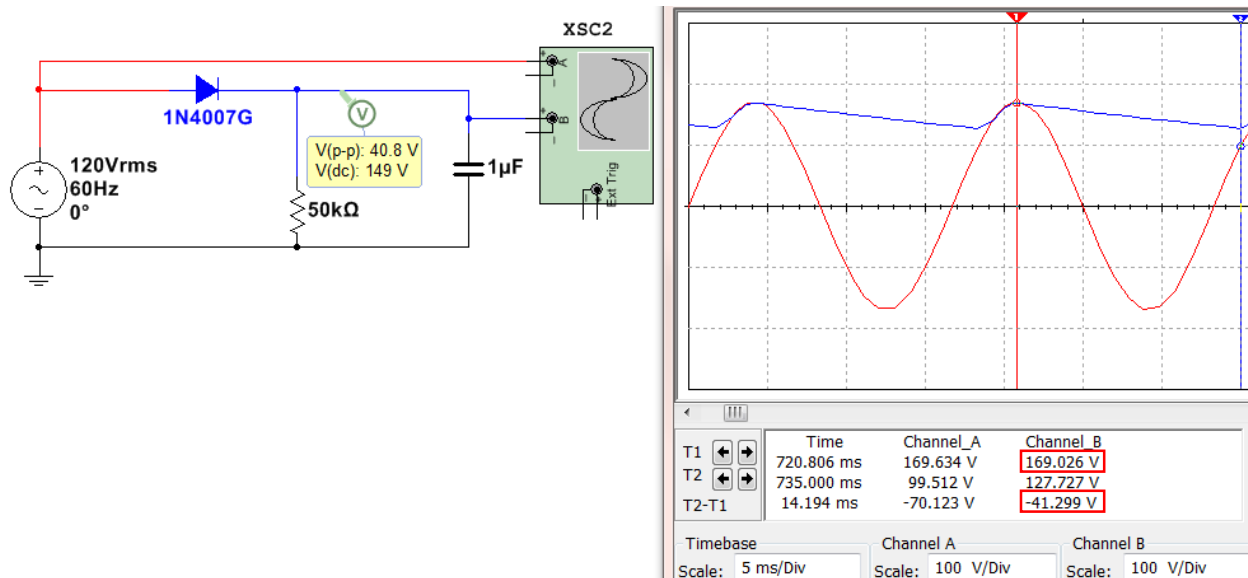 XSC2
A
B
Ext Trig
1N4007G
V
V(p-p): 40.8 V
V(dc): 149 V
120Vrms
60Hz
0°
50kΩ
1µF
1
2
Time Channel_A Channel_B
T1 720.806 ms 169.634 V 169.026 V
T2 735.000 ms 99.512 V 127.727 V
T2-T1 14.194 ms -70.123 V -41.299 V
Timebase
Scale: 5 ms/Div
Channel A
Scale: 100 V/Div
Channel B
Scale: 100 V/Div